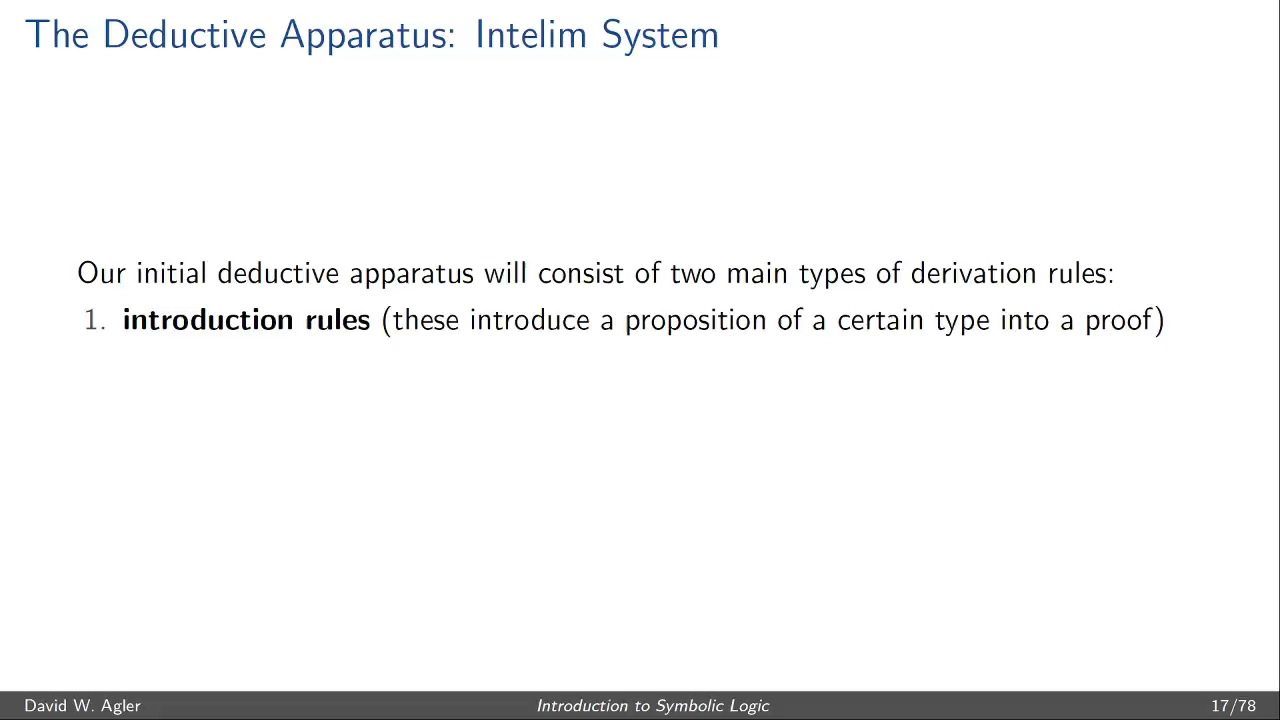 The Deductive Apparatus: Intelim System
Our initial deductive apparatus will consist of two main types of derivation rules:
1. introduction rules (these introduce a proposition of a certain type into a proof)
David W. Agler Introduction to Symbolic Logic 17/78